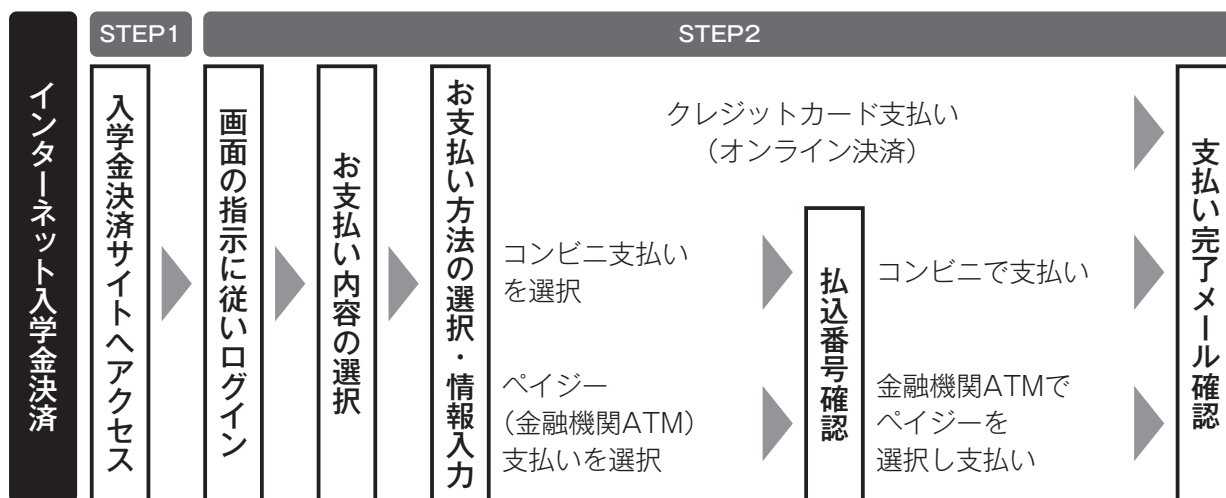 インターネット入学金決済
STEP1
入学金決済サイトへアクセス
STEP2
画面の指示に従いログイン
お支払い内容の選択
お支払い方法の選択・情報入力
クレジットカード支払い
（オンライン決済）
コンビニ支払い
を選択
ペイジー
（金融機関ATM）
支払いを選択
払込番号確認
コンビニで支払い
金融機関ATMで
ペイジーを
選択し支払い
支払い完了メール確認